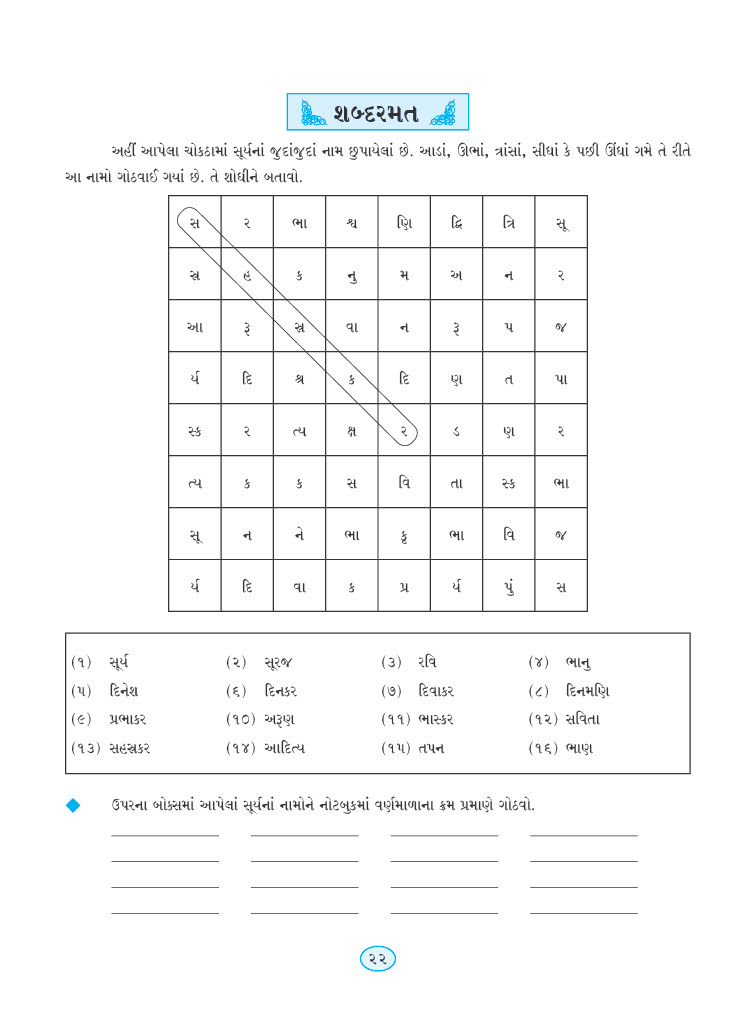 શબ્દરમત
અહીં આપેલા ચોકઠામાં સૂર્યનાં જુદાંજુદાં નામ છુપાયેલાં છે. આડાં, ઊભાં, ત્રાંસાં, સીધાં કે પછી ઊંધાં ગમે તે રીતે
આ નામો ગોઠવાઈ ગયાં છે. તે શોધીને બતાવો.
સ ર ભા શ્વ ણિ દ્વિ ત્રિ સૂ
સ્ર હ ક નુ મ અ ન ર
આ રૂ સ્ર વા ન રૂ પ જ
ર્ય દિ શ્ર ક દિ ણ ત પા
સ્ક ર ત્ય ક્ષ ર ડ ણ ર
ત્ય ક ક સ વિ તા સ્ક ભા
સૂ ન ને ભા કૃ ભા વિ જ
ર્ય દિ વા ક પ્ર ર્ય પું સ
(૧) સૂર્ય (૨) સૂરજ (૩) રવિ (૪) ભાનુ
(૫) દિનેશ (૬) દિનકર (૭) દિવાકર (૮) દિનમણિ
(૯) પ્રભાકર (૧૦) અરૂણ (૧૧) ભાસ્કર (૧૨) સવિતા
(૧૩) સહસ્રકર (૧૪) આદિત્ય (૧૫) તપન (૧૬) ભાણ
ઉપરના બોક્સમાં આપેલાં સૂર્યનાં નામોને નોટબુકમાં વર્ણમાળાના ક્રમ પ્રમાણે ગોઠવો.
૨૨